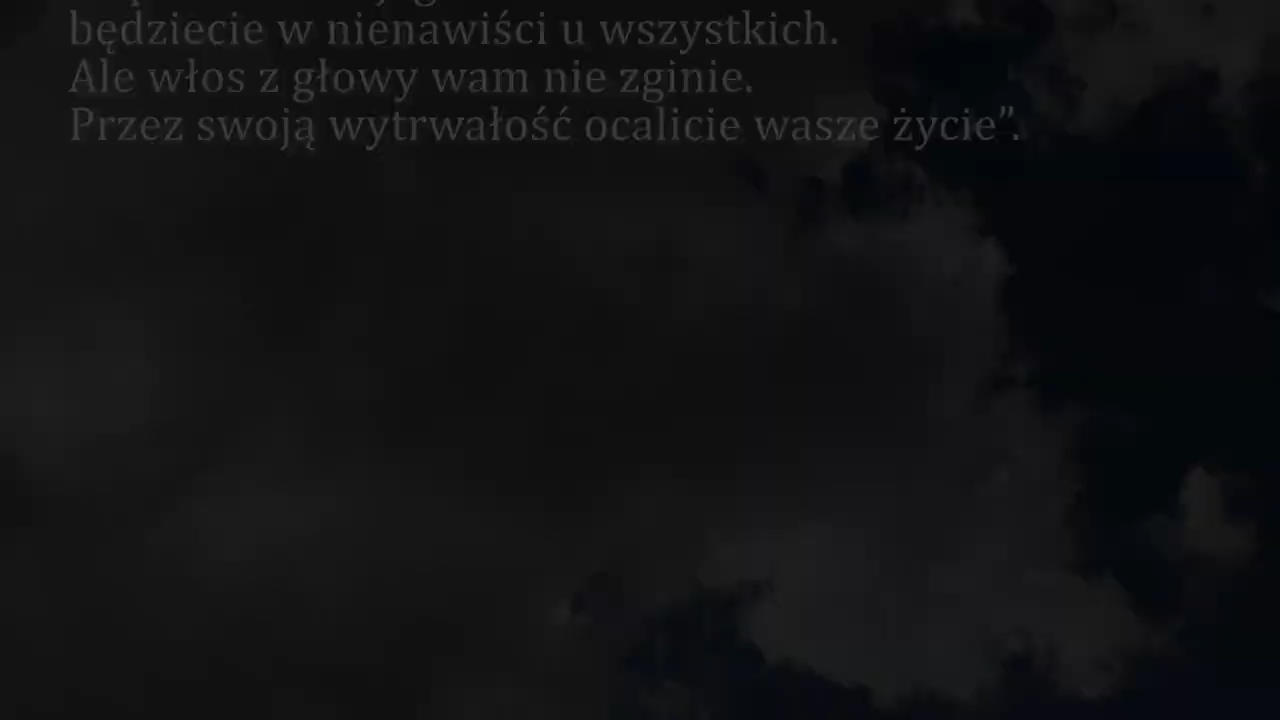 będziecie w nienawiści u wszystkich.
Ale włos z głowy wam nie zginie.
Przez swoją wytrwałość ocalicie wasze życie”.